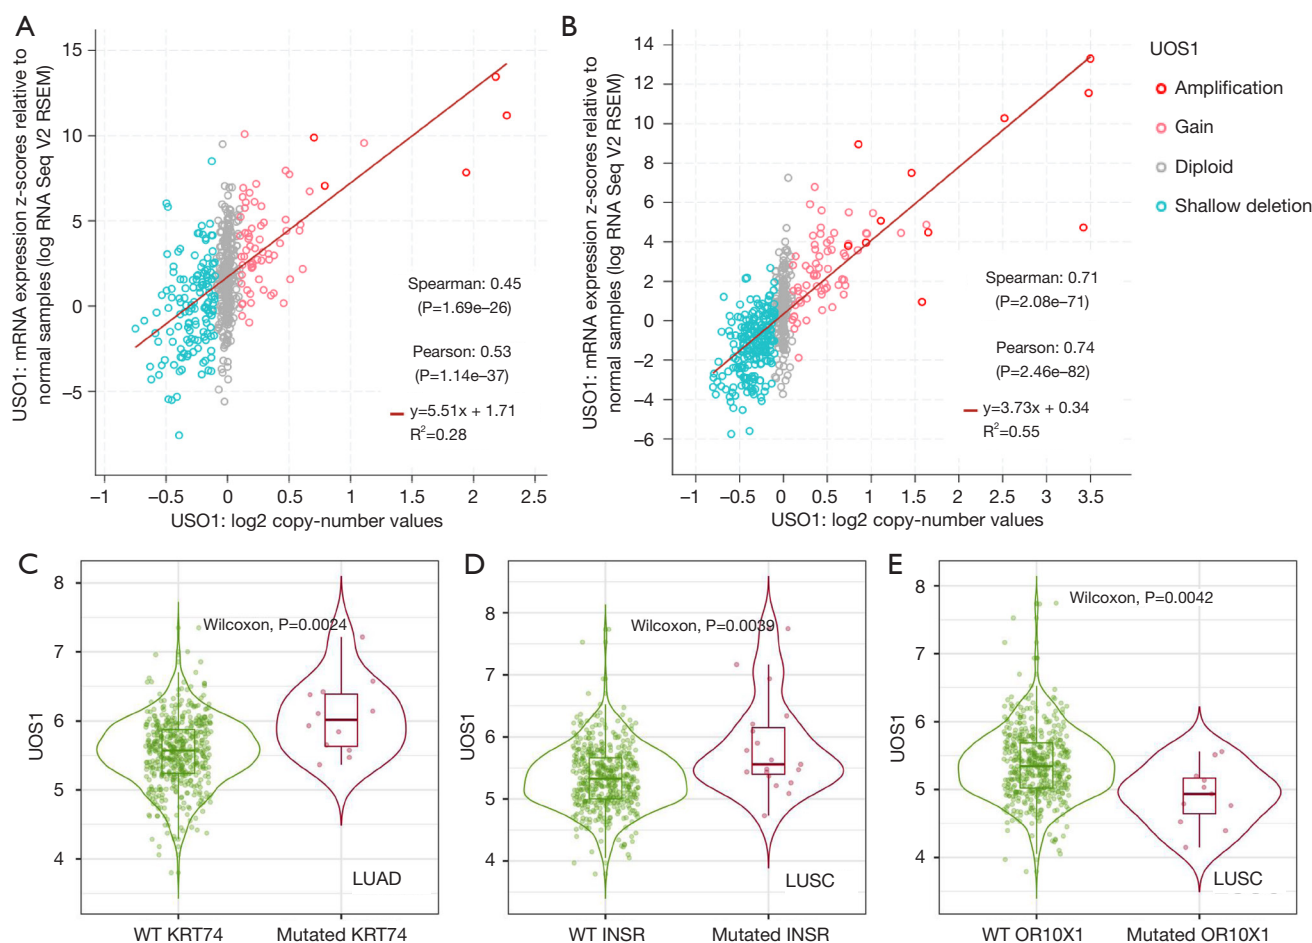 A
USO1: mRNA expression z-scores relative to
normal samples (log RNA Seq V2 RSEM)
15
10
5
0
−5
Spearman: 0.45
(P=1.69e–26)
Pearson: 0.53
(P=1.14e–37)
y=5.51x + 1.71
R²=0.28
−1
−0.5
0
0.5
1
1.5
2
2.5
USO1: log2 copy-number values
B
USO1: mRNA expression z-scores relative to
normal samples (log RNA Seq V2 RSEM)
14
12
10
8
6
4
2
0
−2
−4
−6
Spearman: 0.71
(P=2.08e–71)
Pearson: 0.74
(P=2.46e–82)
y=3.73x + 0.34
R²=0.55
−1
−0.5
0
0.5
1
1.5
2
2.5
3
3.5
USO1: log2 copy-number values
UOS1
Amplification
Gain
Diploid
Shallow deletion
C
UOS1
8
7
6
5
4
Wilcoxon, P=0.0024
LUAD
WT KRT74
Mutated KRT74
D
UOS1
8
7
6
5
4
Wilcoxon, P=0.0039
LUSC
WT INSR
Mutated INSR
E
UOS1
8
7
6
5
4
Wilcoxon, P=0.0042
LUSC
WT OR10X1
Mutated OR10X1